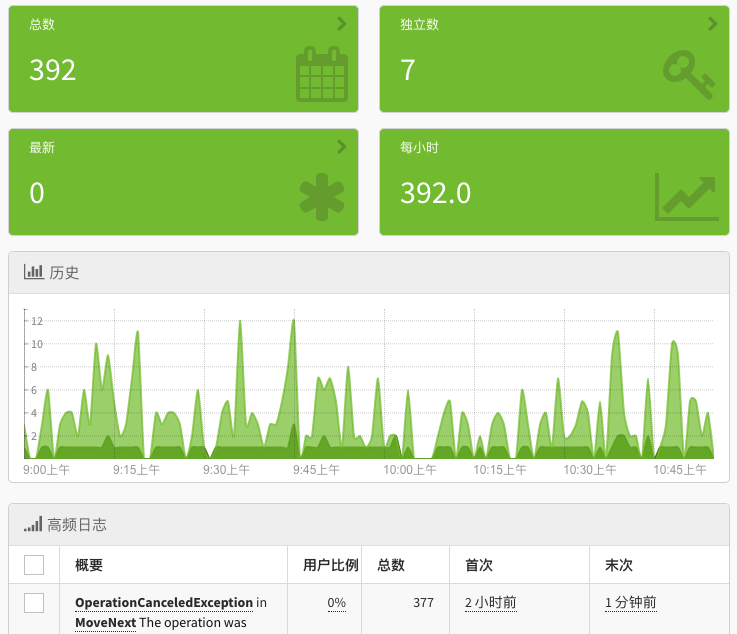 总数
392
独立数
7
最新
0
每小时
392.0
历史
12
10
8
6
4
2
9:00上午 9:15上午 9:30上午 9:45上午 10:00上午 10:15上午 10:30上午 10:45上午
高频日志
概要 用户比例 总数 首次 末次
OperationCanceledException in 0% 377 2 小时前 1 分钟前
MoveNext The operation was